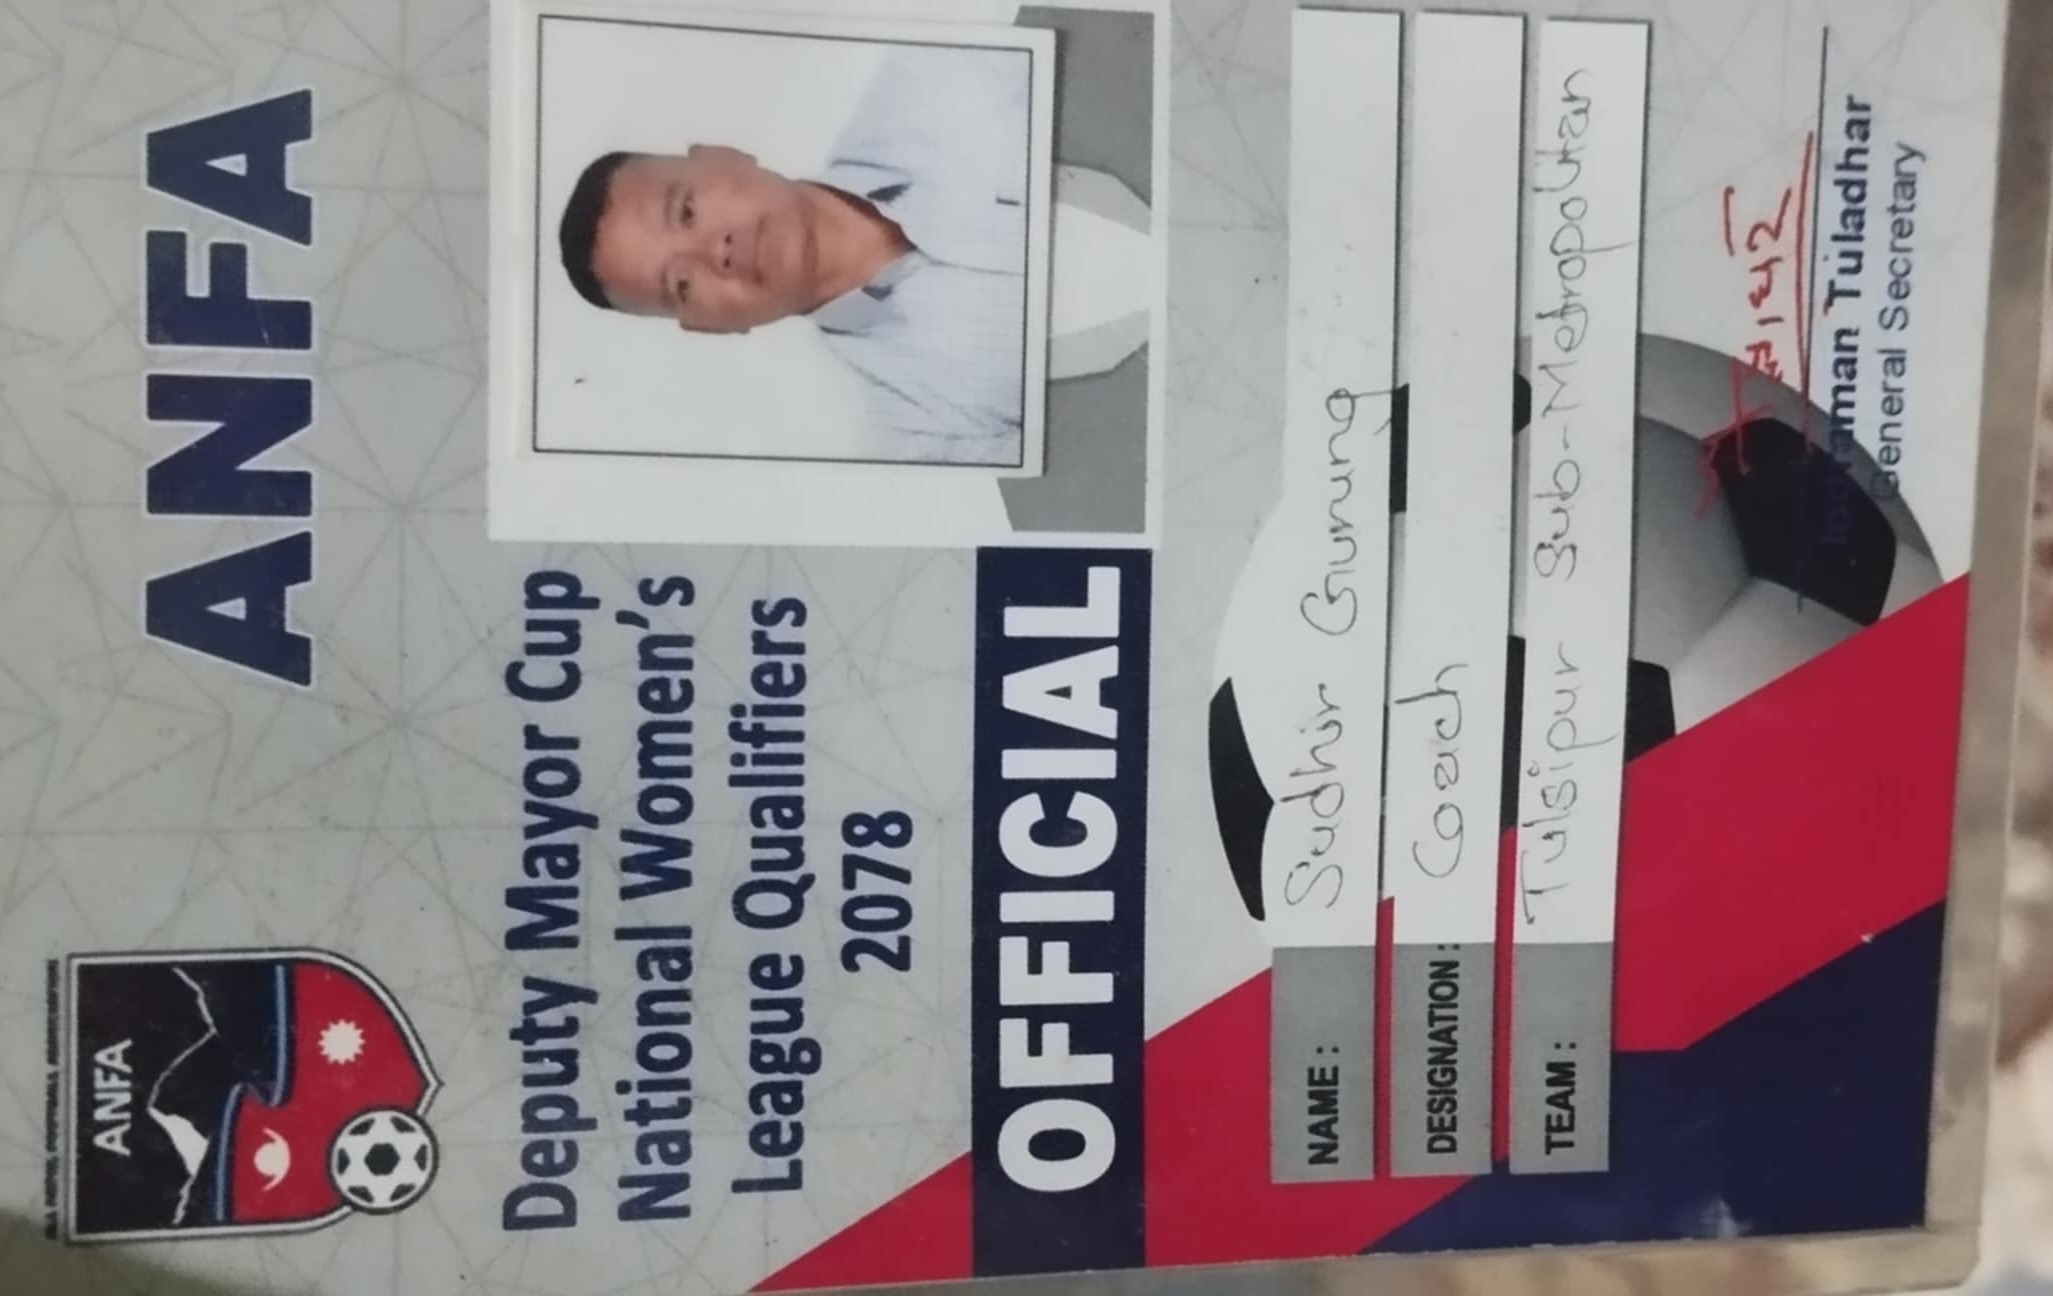 ANFA
ANFA
Deputy Mayor Cup
National Women's
League Qualifiers
2078
OFFICIAL
NAME : Sudhir Gurung
DESIGNATION : Coach
TEAM : Tulsipur Sub-Metropolitan
Tuladhar
General Secretary